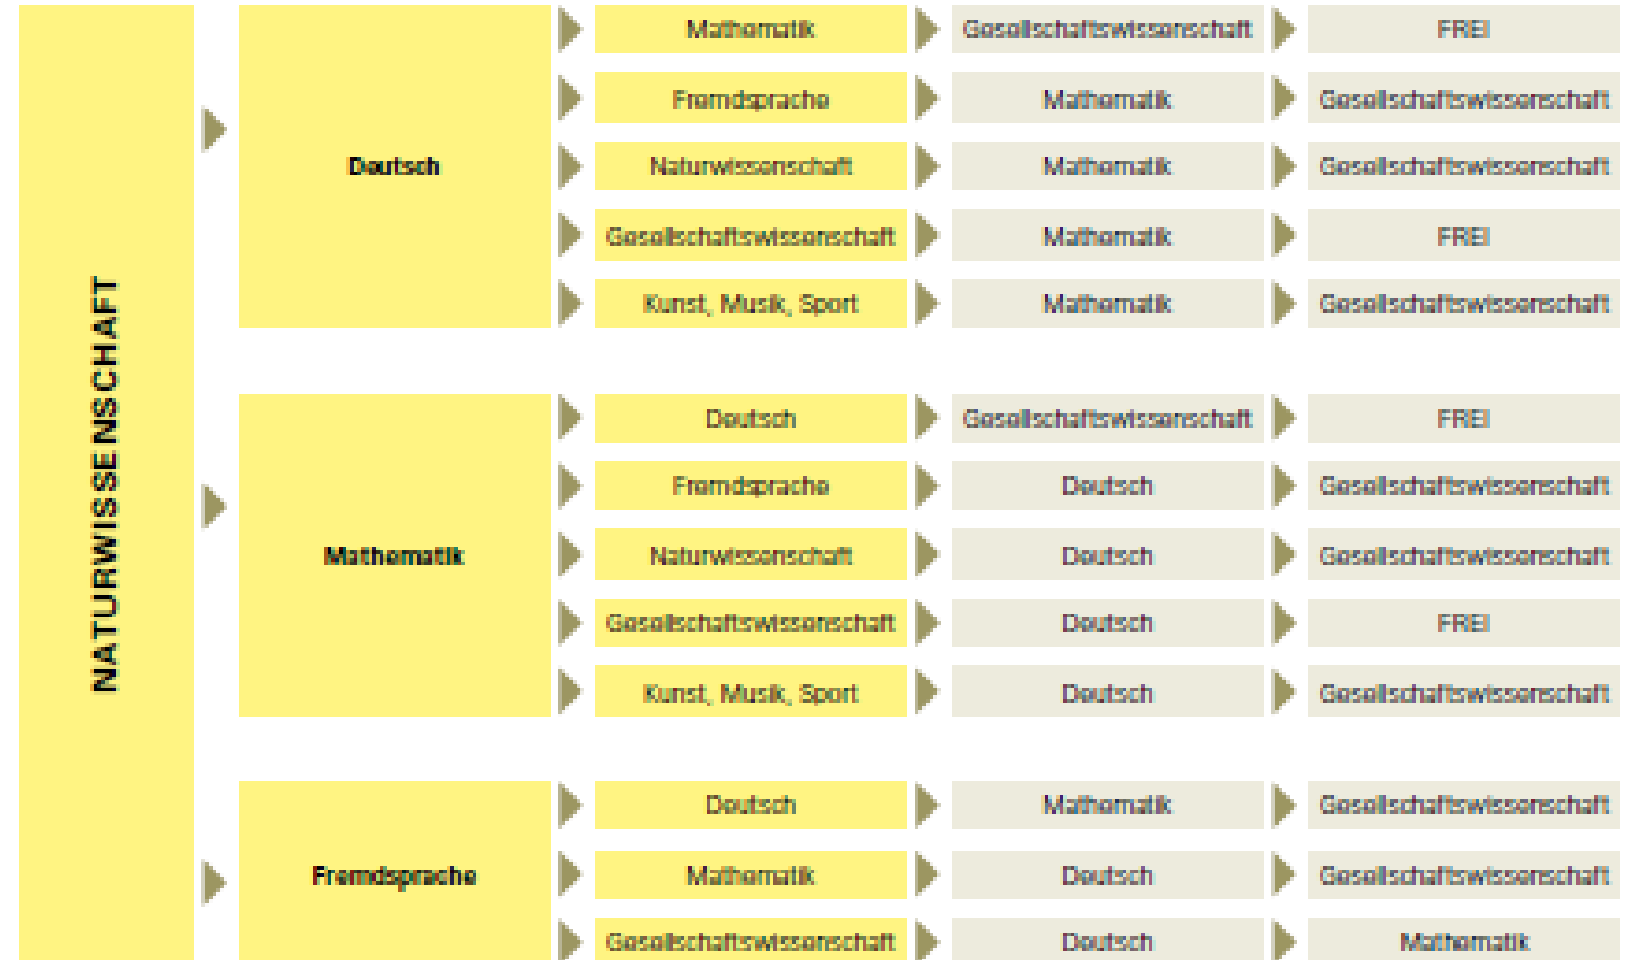 NATURWISSENSCHAFT
Deutsch
Mathematik Gesellschaftswissenschaft FREI
Fremdsprache Mathematik Gesellschaftswissenschaft
Naturwissenschaft Mathematik Gesellschaftswissenschaft
Gesellschaftswissenschaft Mathematik FREI
Kunst, Musik, Sport Mathematik Gesellschaftswissenschaft
Mathematik
Deutsch Gesellschaftswissenschaft FREI
Fremdsprache Deutsch Gesellschaftswissenschaft
Naturwissenschaft Deutsch Gesellschaftswissenschaft
Gesellschaftswissenschaft Deutsch FREI
Kunst, Musik, Sport Deutsch Gesellschaftswissenschaft
Fremdsprache
Deutsch Mathematik Gesellschaftswissenschaft
Mathematik Deutsch Gesellschaftswissenschaft
Gesellschaftswissenschaft Deutsch Mathematik